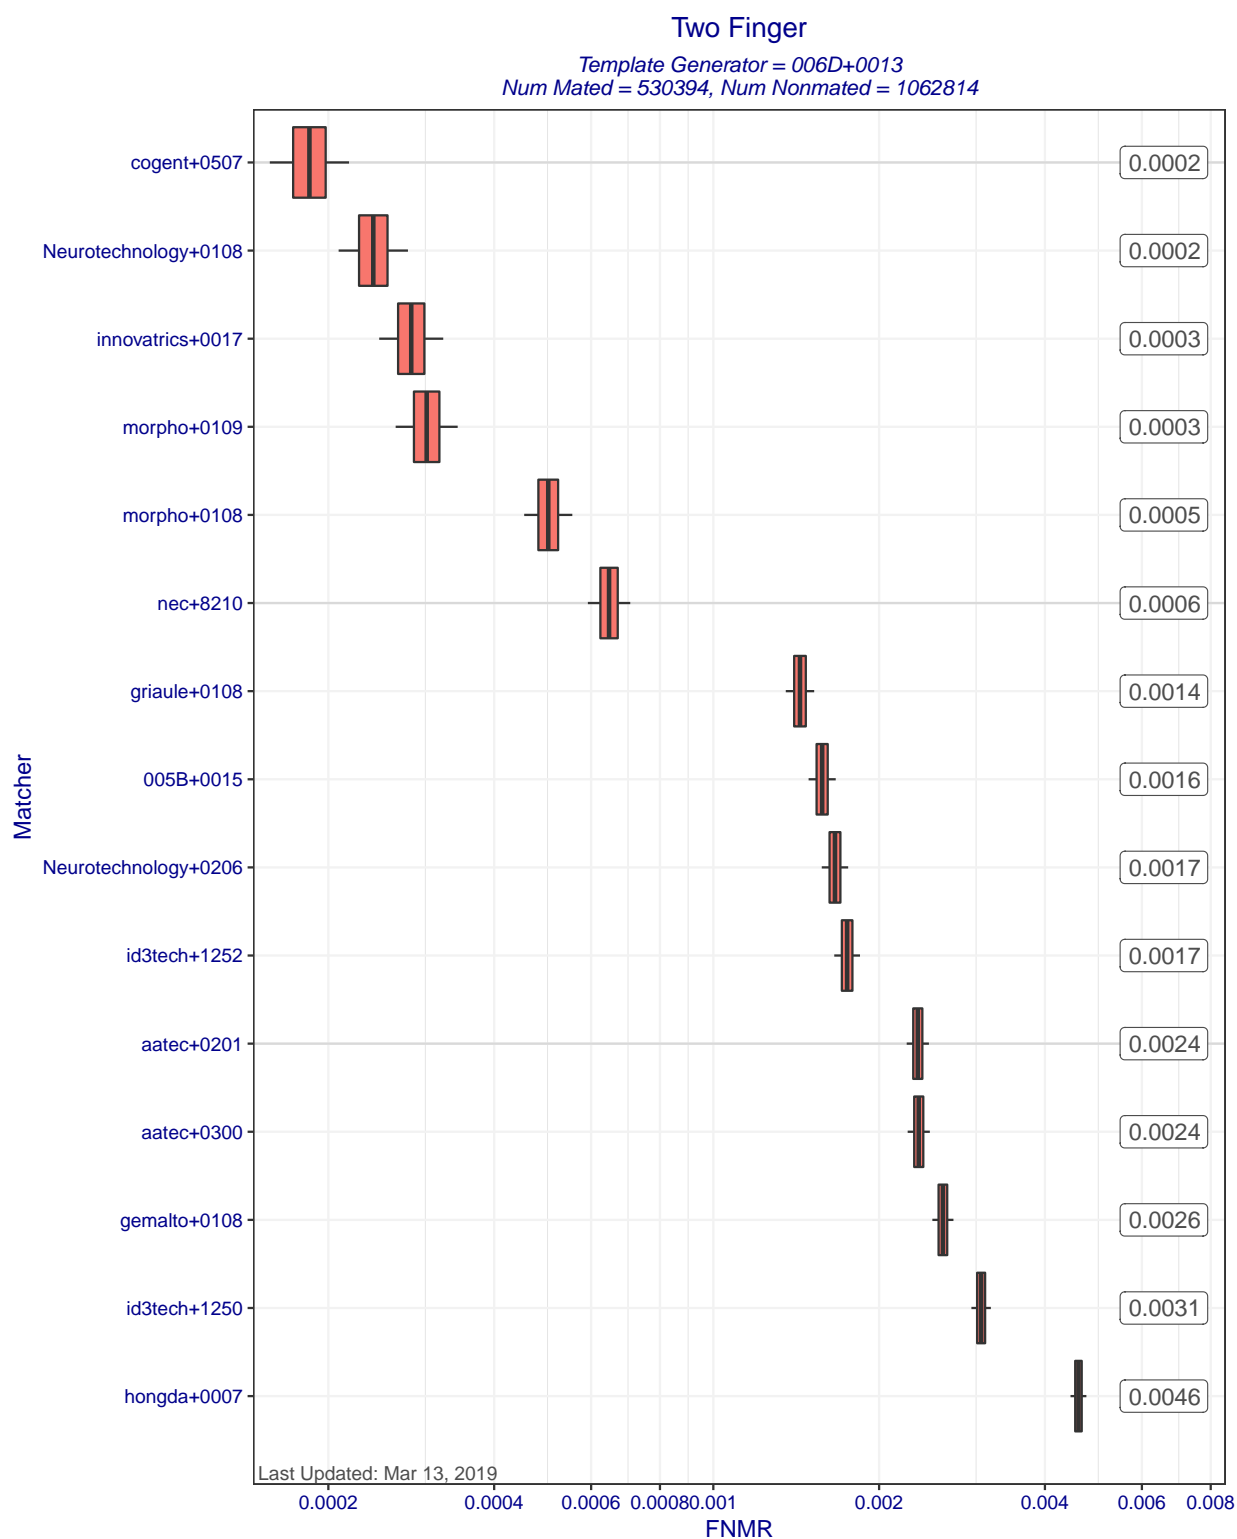 Two Finger
Template Generator = 006D+0013
Num Mated = 530394, Num Nonmated = 1062814
cogent+0507 0.0002
Neurotechnology+0108 0.0002
innovatrics+0017 0.0003
morpho+0109 0.0003
morpho+0108 0.0005
nec+8210 0.0006
griaule+0108 0.0014
005B+0015 0.0016
Neurotechnology+0206 0.0017
id3tech+1252 0.0017
aatec+0201 0.0024
aatec+0300 0.0024
gemalto+0108 0.0026
id3tech+1250 0.0031
hongda+0007 0.0046
Matcher
Last Updated: Mar 13, 2019
0.0002 0.0004 0.0006 0.0008 0.001 0.002 0.004 0.006 0.008
FNMR